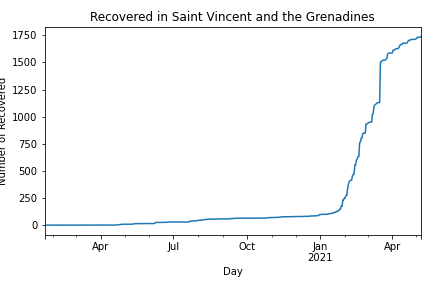 Recovered in Saint Vincent and the Grenadines
Number of Recovered
1750
1500
1250
1000
750
500
250
0
Apr
Jul
Oct
Jan
2021
Apr
Day